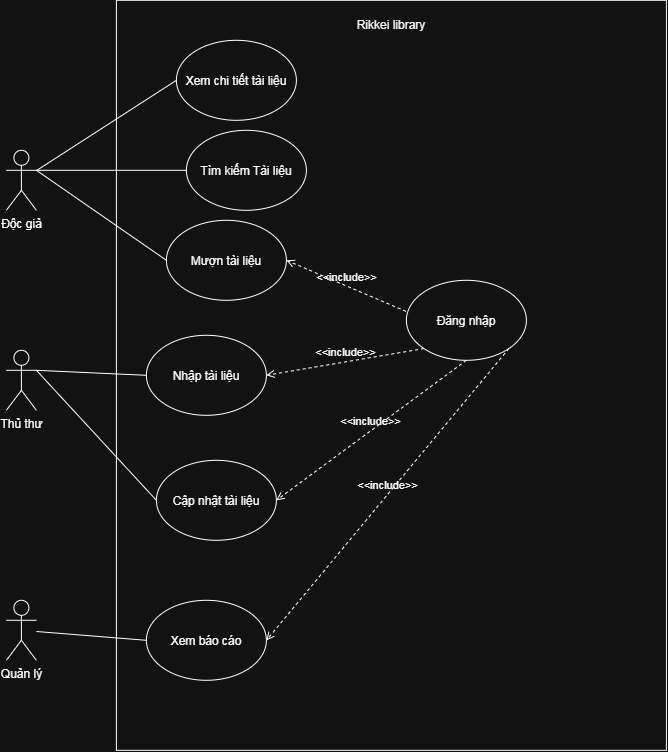 Rikkei library
Xem chi tiết tài liệu
Tìm kiếm Tài liệu
Độc giả
Mượn tài liệu
<<include>>
Đăng nhập
<<include>>
Nhập tài liệu
Thủ thư
<<include>>
<<include>>
Cập nhật tài liệu
Xem báo cáo
Quản lý